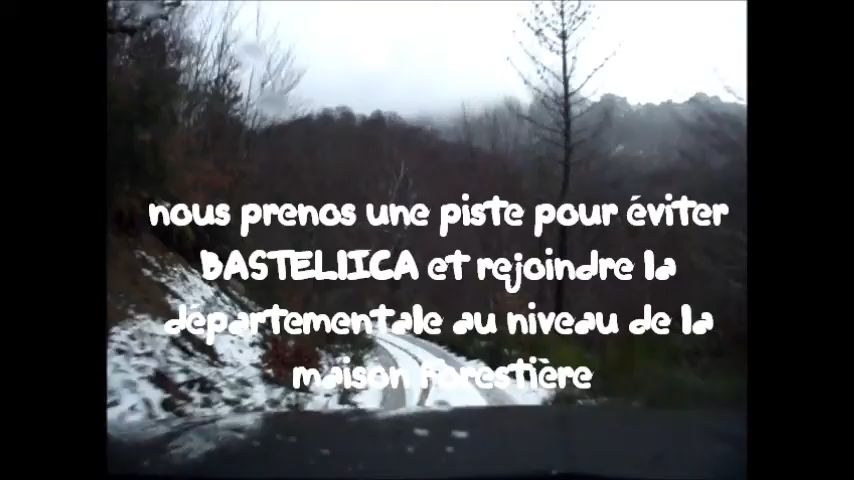 nous prenos une piste pour éviter
BASTELIICA et rejoindre la
départementale au niveau de la
maison forestière